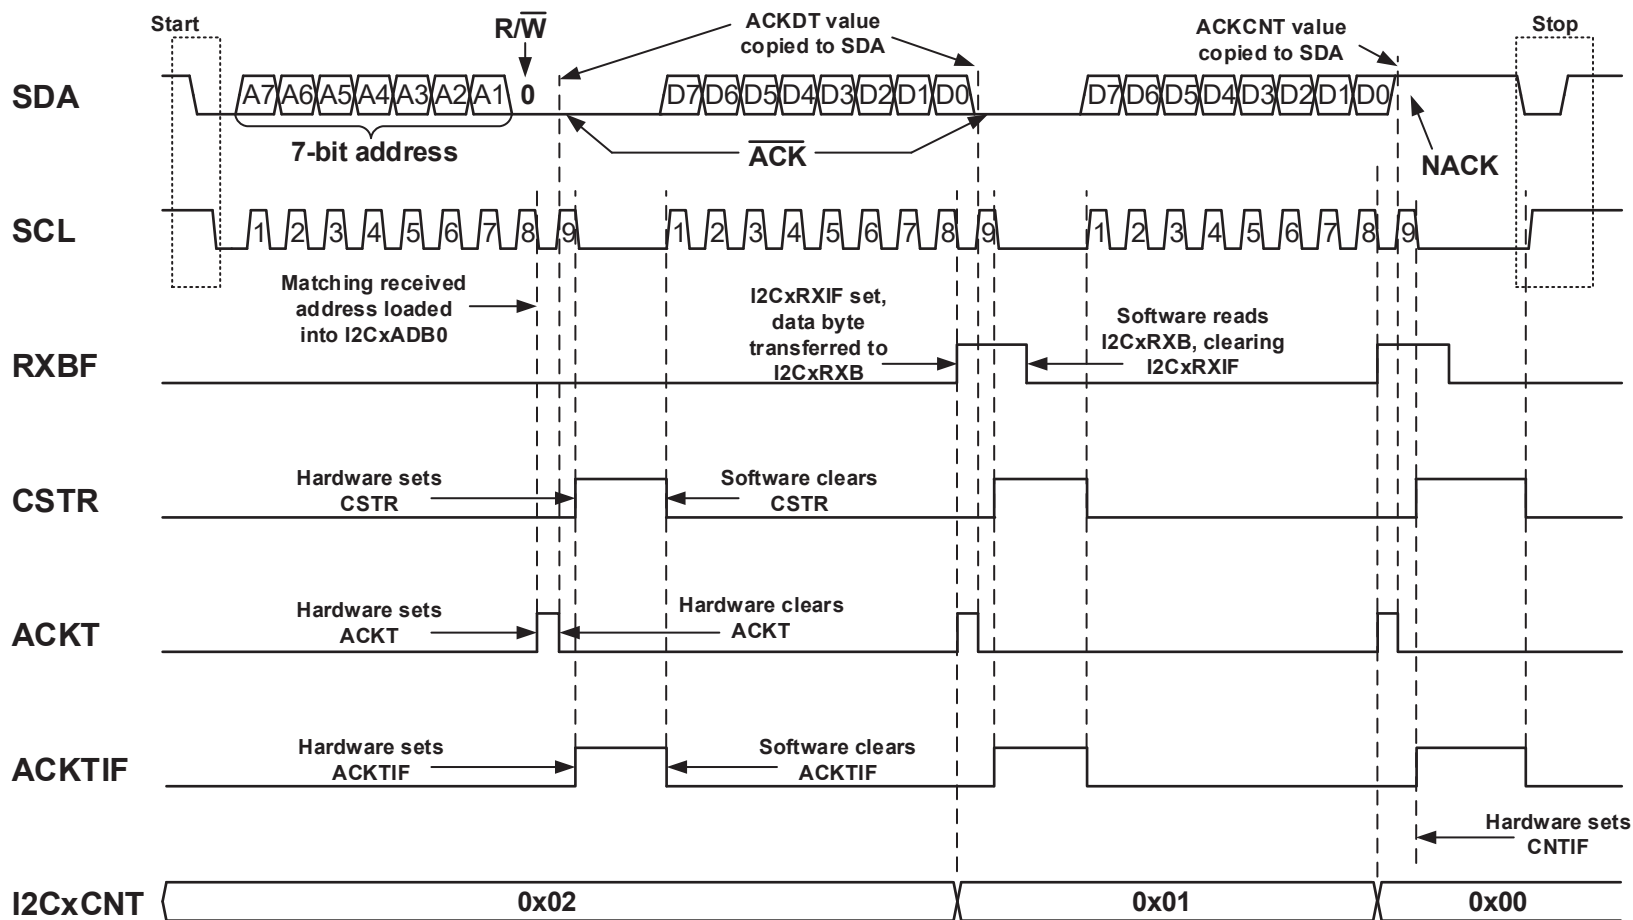 Start
R/W
ACKDT value
copied to SDA
ACKCNT value
copied to SDA
Stop
SDA
A7 A6 A5 A4 A3 A2 A1 0
D7 D6 D5 D4 D3 D2 D1 D0
D7 D6 D5 D4 D3 D2 D1 D0
7-bit address
ACK
NACK
SCL
1 2 3 4 5 6 7 8 9
1 2 3 4 5 6 7 8 9
1 2 3 4 5 6 7 8 9
Matching received
address loaded
into I2CxADB0
I2CxRXIF set,
data byte
transferred to
I2CxRXB
Software reads
I2CxRXB, clearing
I2CxRXIF
RXBF
Hardware sets
CSTR
Software clears
CSTR
CSTR
Hardware sets
ACKT
Hardware clears
ACKT
ACKT
Hardware sets
ACKTIF
Software clears
ACKTIF
ACKTIF
Hardware sets
CNTIF
I2CxCNT
0x02
0x01
0x00